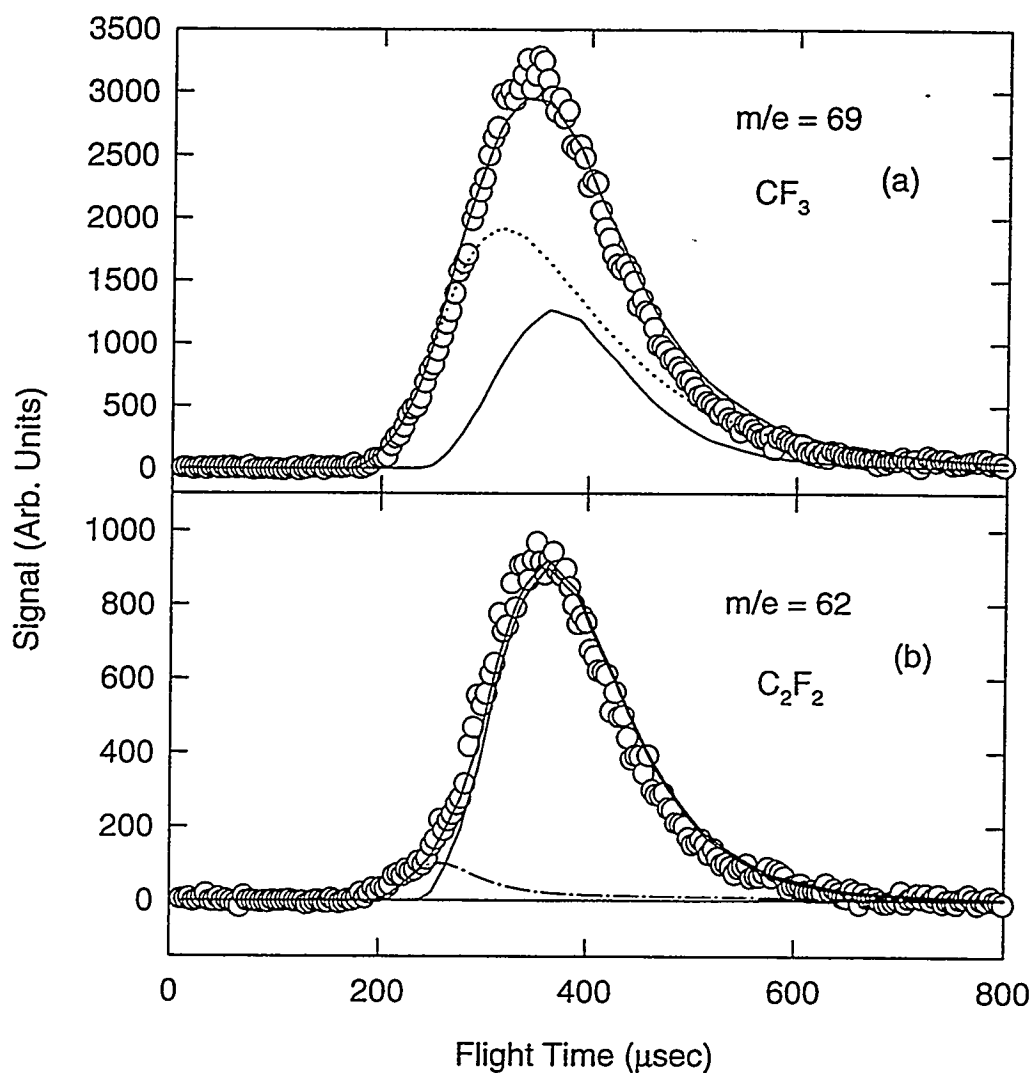 Signal (Arb. Units)
3500
3000
2500
2000
1500
1000
500
0
m/e = 69
CF₃
(a)
1000
800
600
400
200
0
m/e = 62
C₂F₂
(b)
0 200 400 600 800
Flight Time (μsec)